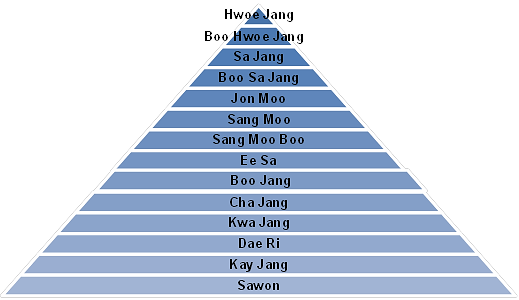 Hwoe Jang
Boo Hwoe Jang
Sa Jang
Boo Sa Jang
Jon Moo
Sang Moo
Sang Moo Boo
Ee Sa
Boo Jang
Cha Jang
Kwa Jang
Dae Ri
Kay Jang
Sawon